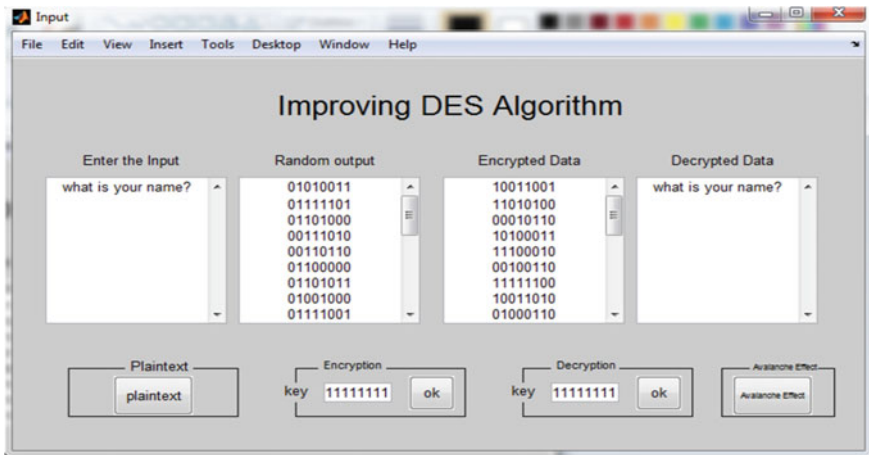 Input
File Edit View Insert Tools Desktop Window Help
Improving DES Algorithm
Enter the Input
what is your name?
Random output
01010011
01111101
01101000
00111010
00110110
01100000
01101011
01001000
01111001
Encrypted Data
10011001
11010100
00010110
10100011
11100010
00100110
11111100
10011010
01000110
Decrypted Data
what is your name?
Plaintext
plaintext
Encryption
key 11111111 ok
Decryption
key 11111111 ok
Avalanche Effect
Avalanche Effect